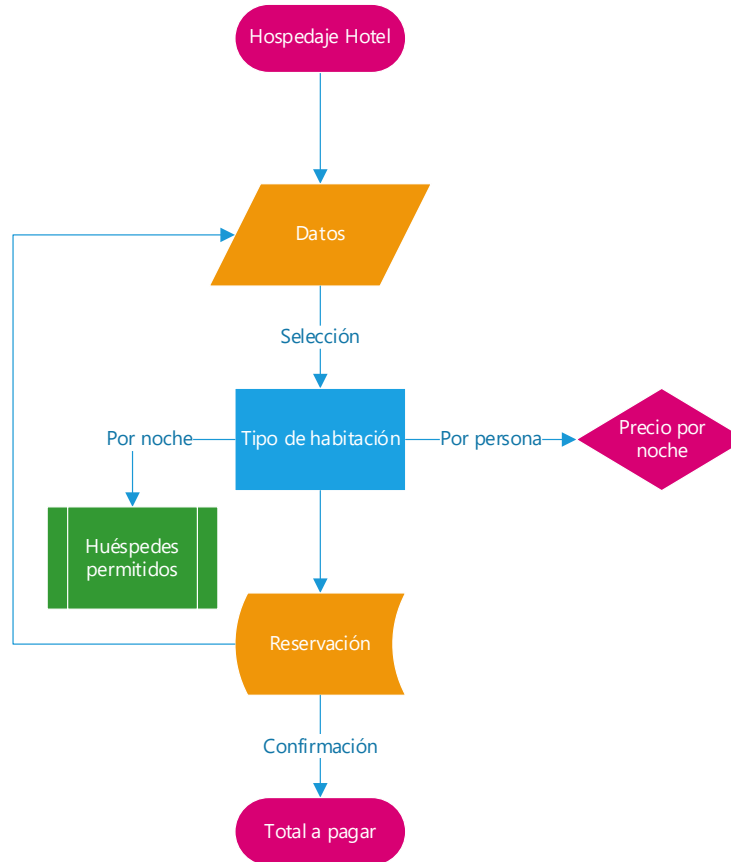 Hospedaje Hotel
Datos
Selección
Por noche
Tipo de habitación
Por persona
Precio por
noche
Huéspedes
permitidos
Reservación
Confirmación
Total a pagar